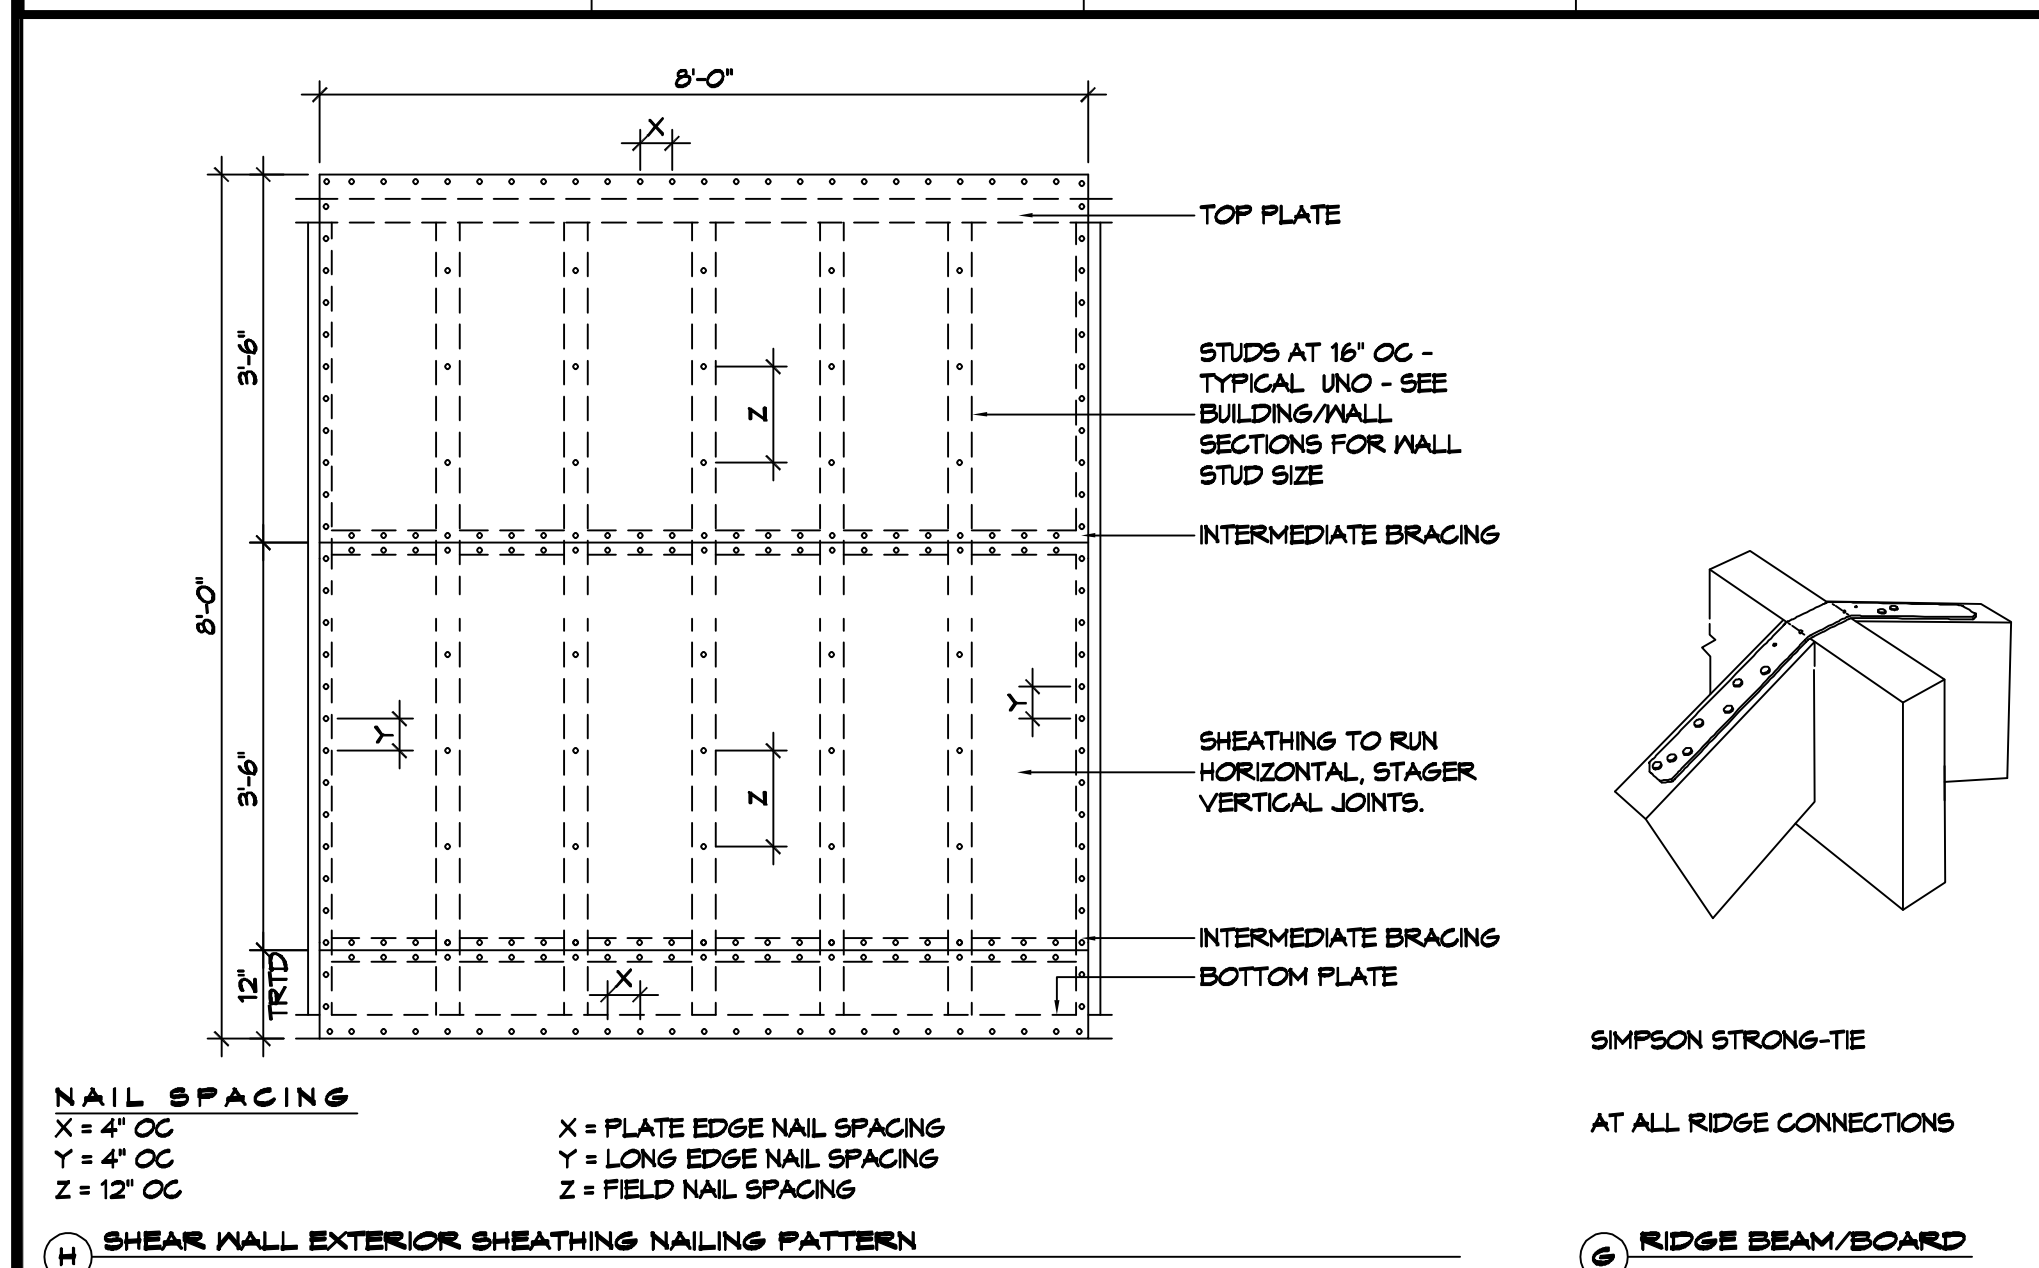 8'-0"
X
TOP PLATE
3'-6"
STUDS AT 16" OC -
TYPICAL UNO - SEE
BUILDING/WALL
SECTIONS FOR WALL
STUD SIZE
Z
INTERMEDIATE BRACING
8'-0"
Y
Y
3'-6"
Z
SHEATHING TO RUN
HORIZONTAL, STAGER
VERTICAL JOINTS.
INTERMEDIATE BRACING
12"
TRTD
X
BOTTOM PLATE
NAIL SPACING
X = 4" OC
Y = 4" OC
Z = 12" OC
X = PLATE EDGE NAIL SPACING
Y = LONG EDGE NAIL SPACING
Z = FIELD NAIL SPACING
H SHEAR WALL EXTERIOR SHEATHING NAILING PATTERN
SIMPSON STRONG-TIE
AT ALL RIDGE CONNECTIONS
G RIDGE BEAM/BOARD